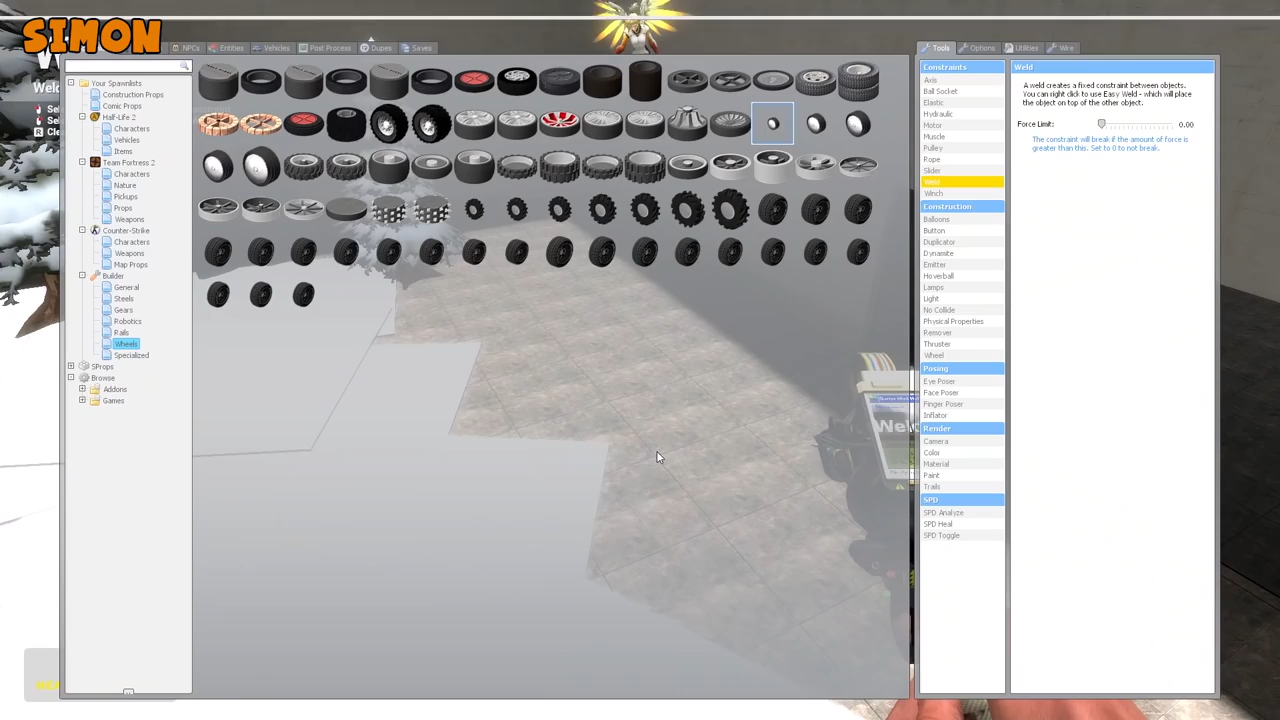 SIMON
NPCs
Entities
Vehicles
Post Process
Dupes
Saves
Tools
Options
Utilities
Wire
Your Spawnlists
Construction Props
Comic Props
Half-Life 2
Characters
Vehicles
Items
Team Fortress 2
Characters
Nature
Pickups
Props
Weapons
Counter-Strike
Characters
Weapons
Map Props
Builder
General
Steels
Gears
Robotics
Rails
Wheels
Specialized
SProps
Browse
Addons
Games
Constraints
Axis
Ball Socket
Elastic
Hydraulic
Motor
Muscle
Pulley
Rope
Slider
Weld
Winch
Construction
Balloons
Button
Duplicator
Dynamite
Emitter
Hoverball
Lamps
Light
No Collide
Physical Properties
Remover
Thruster
Wheel
Posing
Eye Poser
Face Poser
Finger Poser
Inflator
Render
Camera
Color
Material
Paint
Trails
SPD
SPD Analyze
SPD Heal
SPD Toggle
Weld
A weld creates a fixed constraint between objects.
You can right click to use Easy Weld - which will place
the object on top of the other object.
Force Limit:
0.00
The constraint will break if the amount of force is
greater than this. Set to 0 to not break.